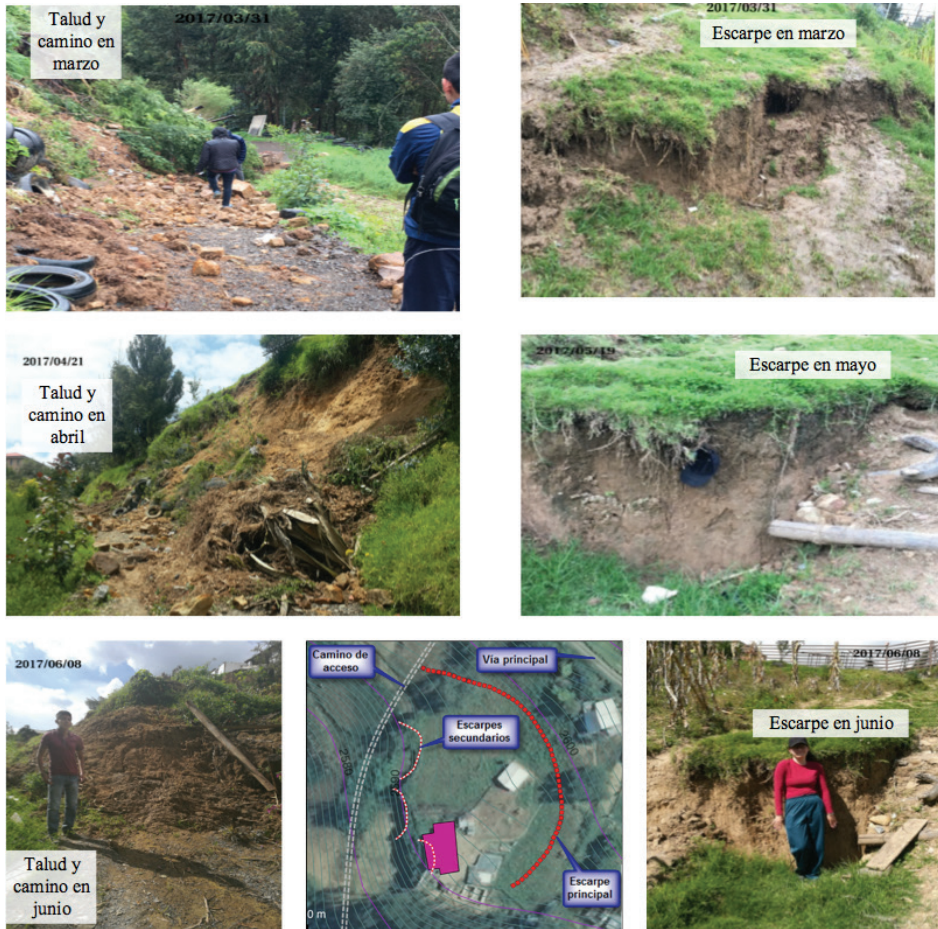 2017/03/31
Talud y
camino en
marzo
2017/03/31
Escarpe en marzo
2017/04/21
Talud y
camino en
abril
Escarpe en mayo
2017/06/08
Talud y
camino en
junio
Camino de
acceso
Vía principal
Escarpes
secundarios
Escarpe
principal
0 m
2017/06/08
Escarpe en junio